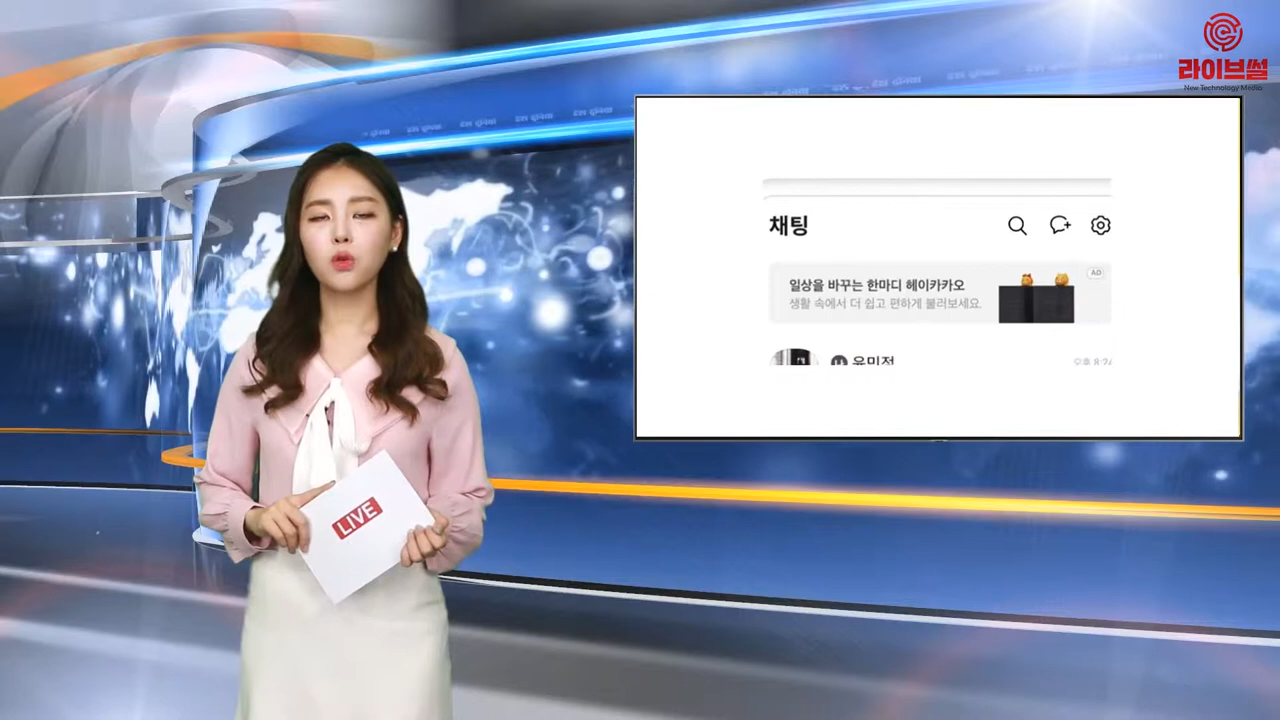 라이브썰
New Technology Media
채팅
일상을 바꾸는 한마디 헤이카카오
AD
생활 속에서 더 쉽고 편하게 불러보세요.
LIVE